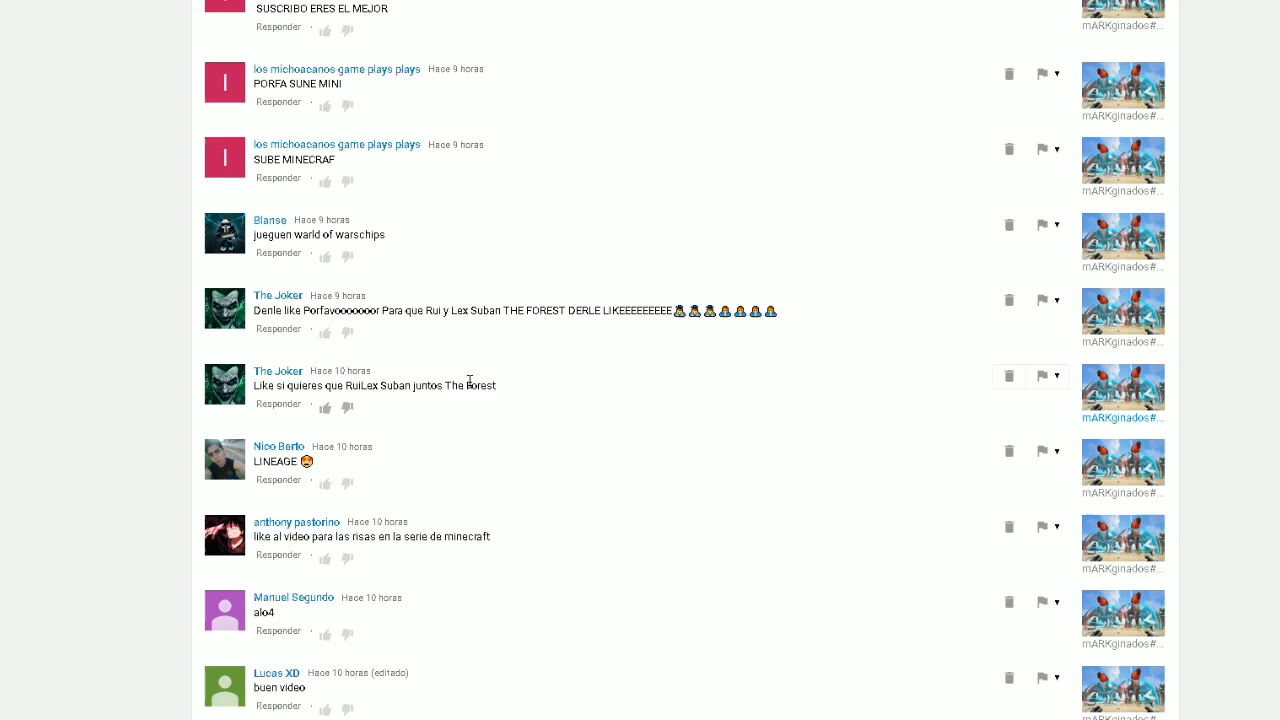 SUSCRIBO ERES EL MEJOR
Responder
mARKginados#...
I
los michoacanos game plays plays Hace 9 horas
PORFA SUNE MINI
Responder
mARKginados#...
I
los michoacanos game plays plays Hace 9 horas
SUBE MINECRAF
Responder
mARKginados#...
Blanse Hace 9 horas
jueguen warld of warschips
Responder
mARKginados#...
The Joker Hace 9 horas
Denle like Porfavooooooor Para que Rui y Lex Suban THE FOREST DERLE LIKEEEEEEEEE
Responder
mARKginados#...
The Joker Hace 10 horas
Like si quieres que RuiLex Suban juntos The Forest
Responder
mARKginados#...
Nico Berto Hace 10 horas
LINEAGE 😍
Responder
mARKginados#...
anthony pastorino Hace 10 horas
like al video para las risas en la serie de minecraft
Responder
mARKginados#...
Manuel Segundo Hace 10 horas
alo4
Responder
mARKginados#...
Lucas XD Hace 10 horas (editado)
buen video
Responder